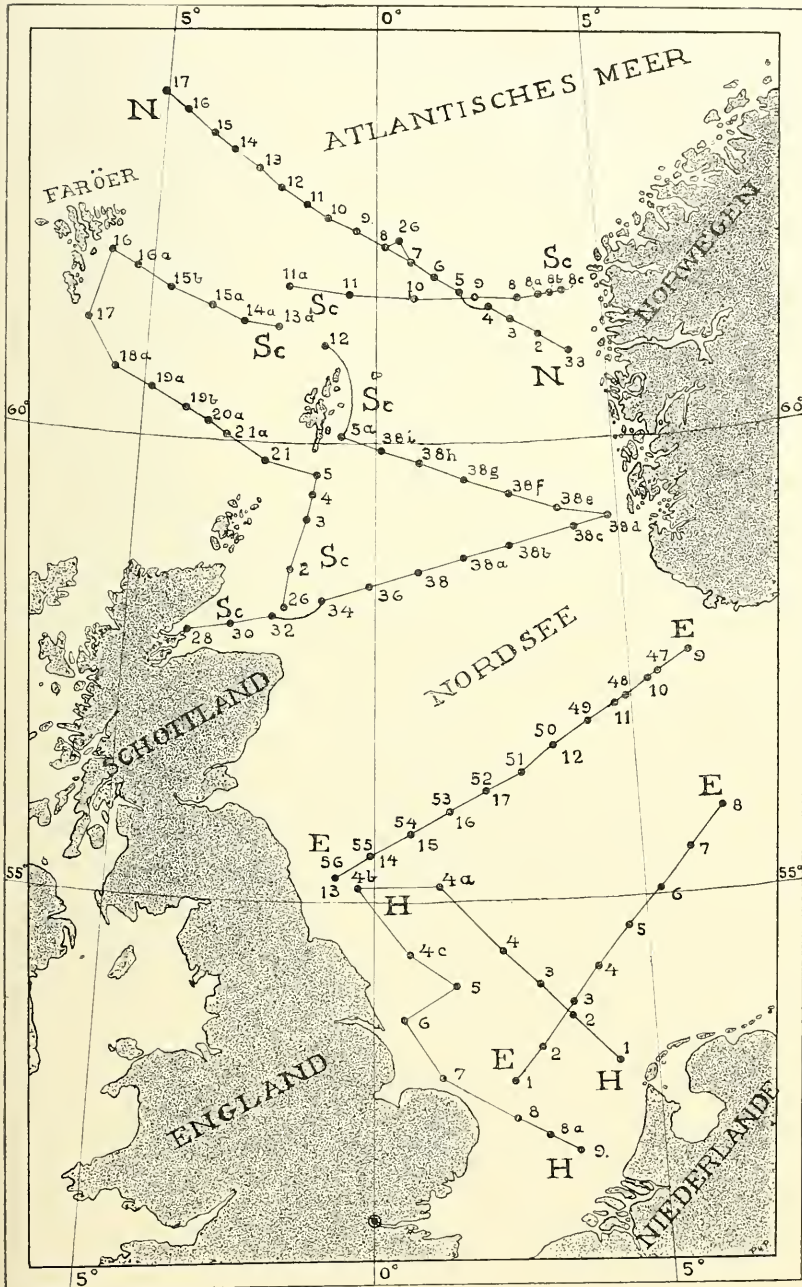 5° 0° 5°
ATLANTISCHES MEER
17
N
16
15
14
13
12
11
10
9
8
26
7
6
5
4
3
2
33
N
FARÖER
NORWEGEN
16
16a
15b
15a
14a
13a
Sc
11a
11
Sc
10
9
8
8a
8b
8c
Sc
17
12
18a
19a
19b
20a
21a
21
60° 60°
Sc
5a
38i
38h
38g
38f
38e
38d
38c
38b
38a
38
36
34
5
4
3
2
Sc
26
32
30
28
Sc
NORDSEE
SCHOTTLAND
E
9
47
10
48
11
49
50
12
51
52
17
53
16
54
15
55
14
E
56
13
E
8
7
6
5
4
3
2
1
E
55° 55°
4b
H
4a
4
3
2
1
H
4c
5
6
7
8
8a
9.
H
ENGLAND
NIEDERLANDE
5° 0° 5°